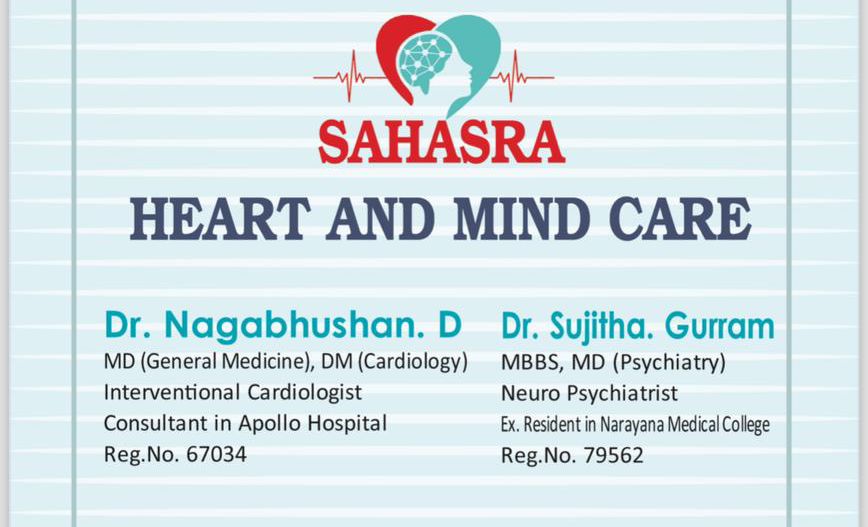 SAHASRA
HEART AND MIND CARE
Dr. Nagabhushan. D
MD (General Medicine), DM (Cardiology)
Interventional Cardiologist
Consultant in Apollo Hospital
Reg.No. 67034
Dr. Sujitha. Gurram
MBBS, MD (Psychiatry)
Neuro Psychiatrist
Ex. Resident in Narayana Medical College
Reg.No. 79562